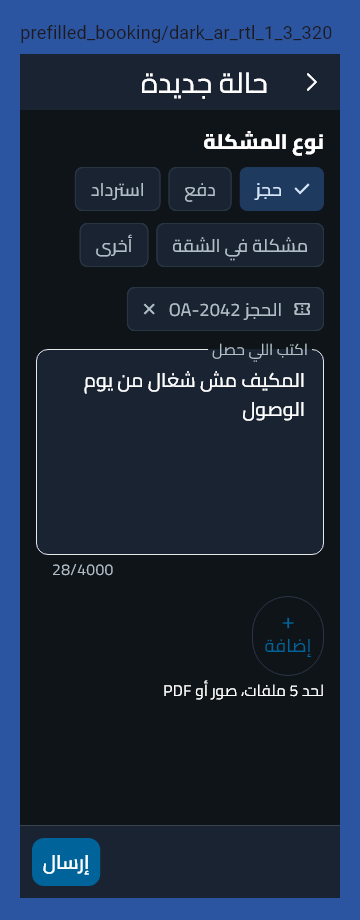 prefilled_booking/dark_ar_rtl_1_3_320
حالة جديدة
نوع المشكلة
حجز
دفع
استرداد
مشكلة في الشقة
أخرى
الحجز OA-2042
اكتب اللي حصل
المكيف مش شغال من يوم
الوصول
28/4000
+
إضافة
لحد 5 ملفات، صور أو PDF
إرسال